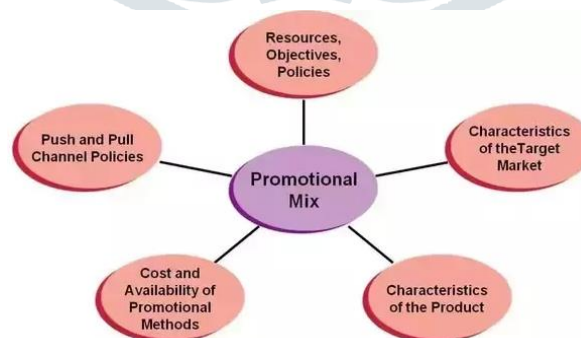 Resources,
Objectives,
Policies
Push and Pull
Channel Policies
Characteristics
of theTarget
Market
Promotional
Mix
Cost and
Availability of
Promotional
Methods
Characteristics
of the Product